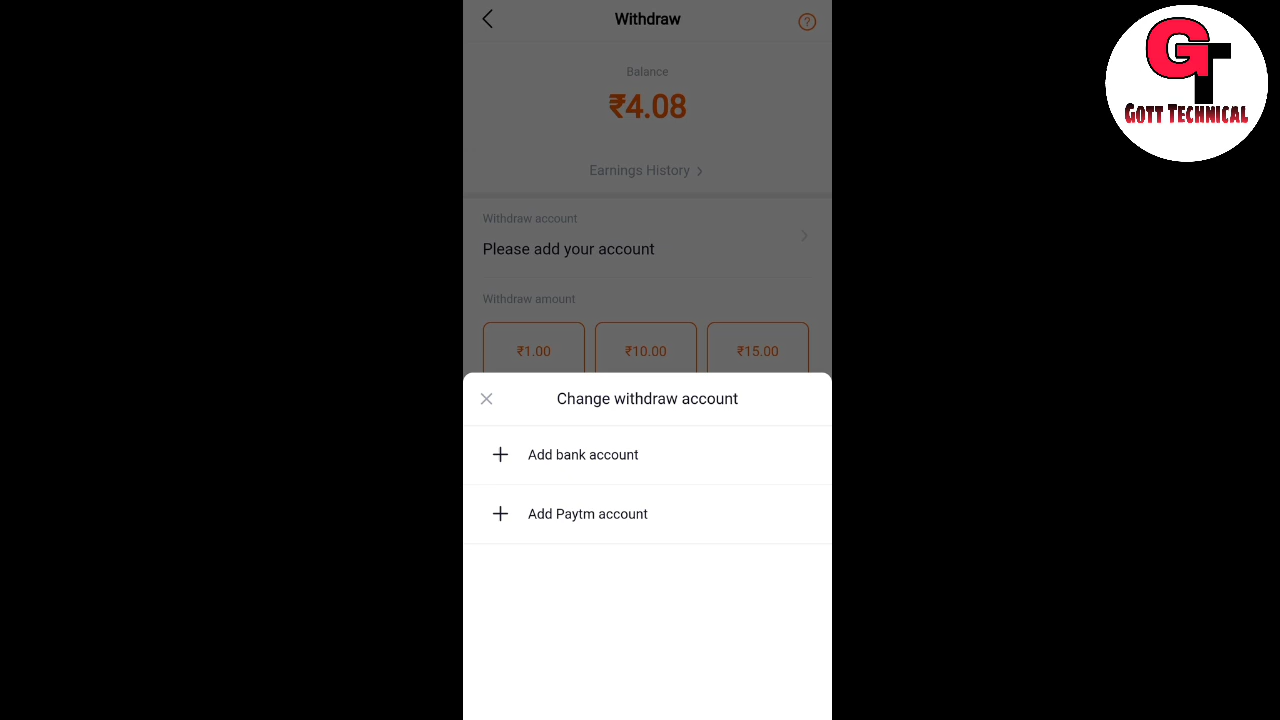 Withdraw
?
Balance
₹4.08
Earnings History
Withdraw account
Please add your account
Withdraw amount
₹1.00 ₹10.00 ₹15.00
Change withdraw account
Add bank account
Add Paytm account
GT
GOTT TECHNICAL